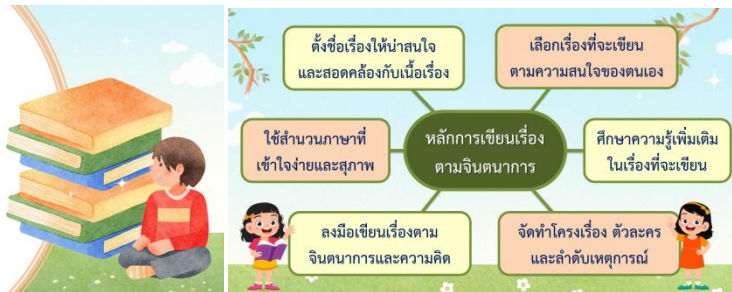 ตั้งชื่อเรื่องให้น่าสนใจ
และสอดคล้องกับเนื้อเรื่อง
เลือกเรื่องที่จะเขียน
ตามความสนใจของตนเอง
ใช้สำนวนภาษาที่
เข้าใจง่ายและสุภาพ
หลักการเขียนเรื่อง
ตามจินตนาการ
ศึกษาความรู้เพิ่มเติม
ในเรื่องที่จะเขียน
ลงมือเขียนเรื่องตาม
จินตนาการและความคิด
จัดทำโครงเรื่อง ตัวละคร
และลำดับเหตุการณ์